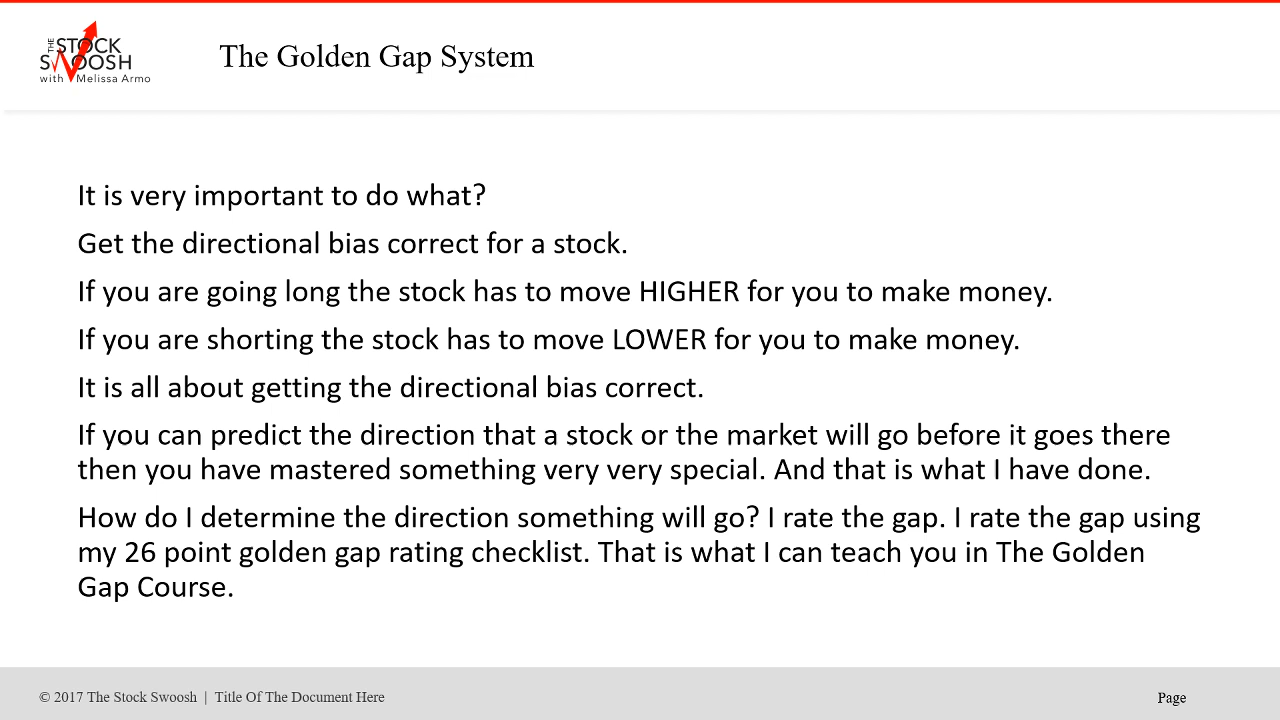 THE
STOCK
SWOOSH
with Melissa Armo
The Golden Gap System
It is very important to do what?
Get the directional bias correct for a stock.
If you are going long the stock has to move HIGHER for you to make money.
If you are shorting the stock has to move LOWER for you to make money.
It is all about getting the directional bias correct.
If you can predict the direction that a stock or the market will go before it goes there
then you have mastered something very very special. And that is what I have done.
How do I determine the direction something will go? I rate the gap. I rate the gap using
my 26 point golden gap rating checklist. That is what I can teach you in The Golden
Gap Course.
© 2017 The Stock Swoosh | Title Of The Document Here
Page